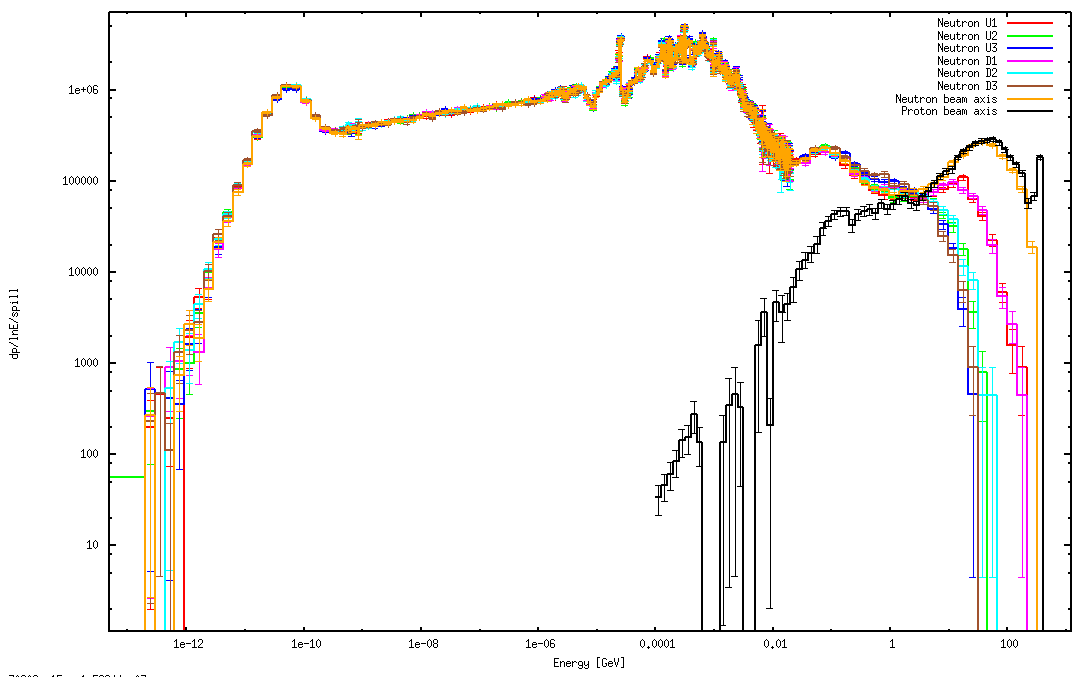 Neutron U1
Neutron U2
Neutron U3
Neutron D1
Neutron D2
Neutron D3
Neutron beam axis
Proton beam axis
1e+06
100000
10000
1000
100
10
dp/lnE/spill
1e-12 1e-10 1e-08 1e-06 0.0001 0.01 1 100
Energy [GeV]